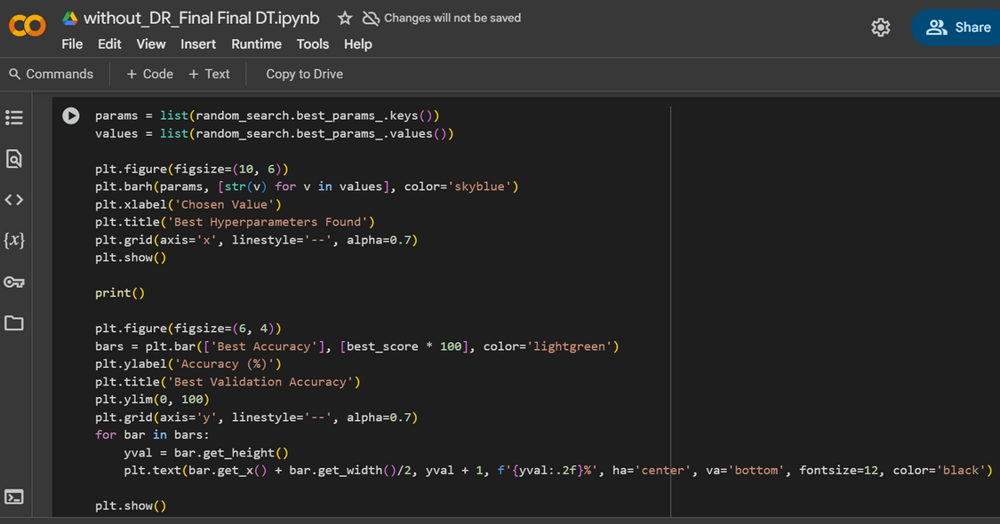 without_DR_Final Final DT.ipynb Changes will not be saved
File Edit View Insert Runtime Tools Help
Share
Commands + Code + Text Copy to Drive
params = list(random_search.best_params_.keys())
values = list(random_search.best_params_.values())
plt.figure(figsize=(10, 6))
plt.barh(params, [str(v) for v in values], color='skyblue')
plt.xlabel('Chosen Value')
plt.title('Best Hyperparameters Found')
plt.grid(axis='x', linestyle='--', alpha=0.7)
plt.show()
print()
plt.figure(figsize=(6, 4))
bars = plt.bar(['Best Accuracy'], [best_score * 100], color='lightgreen')
plt.ylabel('Accuracy (%)')
plt.title('Best Validation Accuracy')
plt.ylim(0, 100)
plt.grid(axis='y', linestyle='--', alpha=0.7)
for bar in bars:
    yval = bar.get_height()
    plt.text(bar.get_x() + bar.get_width()/2, yval + 1, f'{yval:.2f}%', ha='center', va='bottom', fontsize=12, color='black')
plt.show()